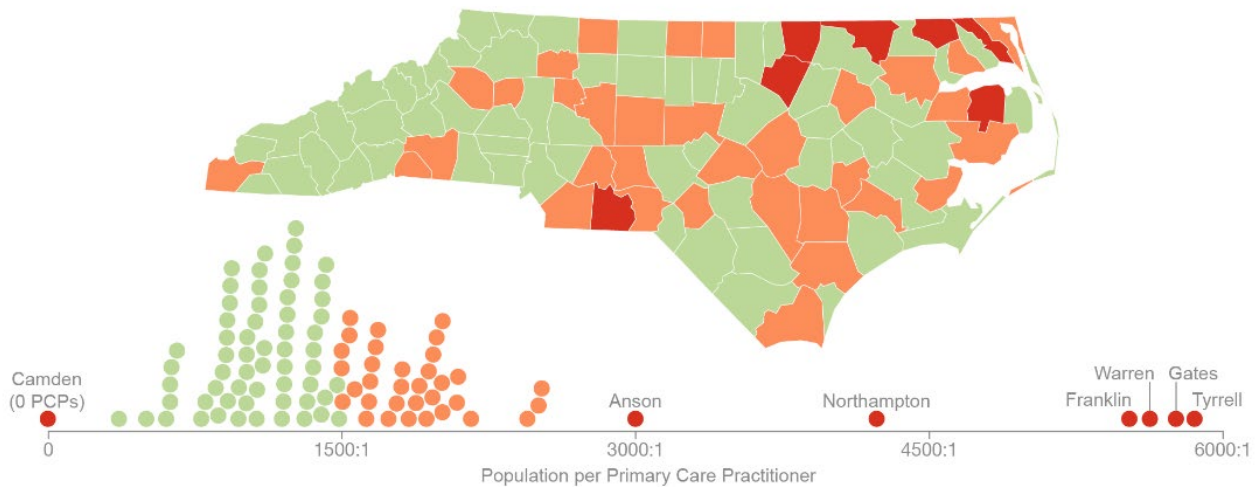 Camden
(0 PCPs)
Anson
Northampton
Warren
Gates
Franklin
Tyrrell
0
1500:1
3000:1
4500:1
6000:1
Population per Primary Care Practitioner